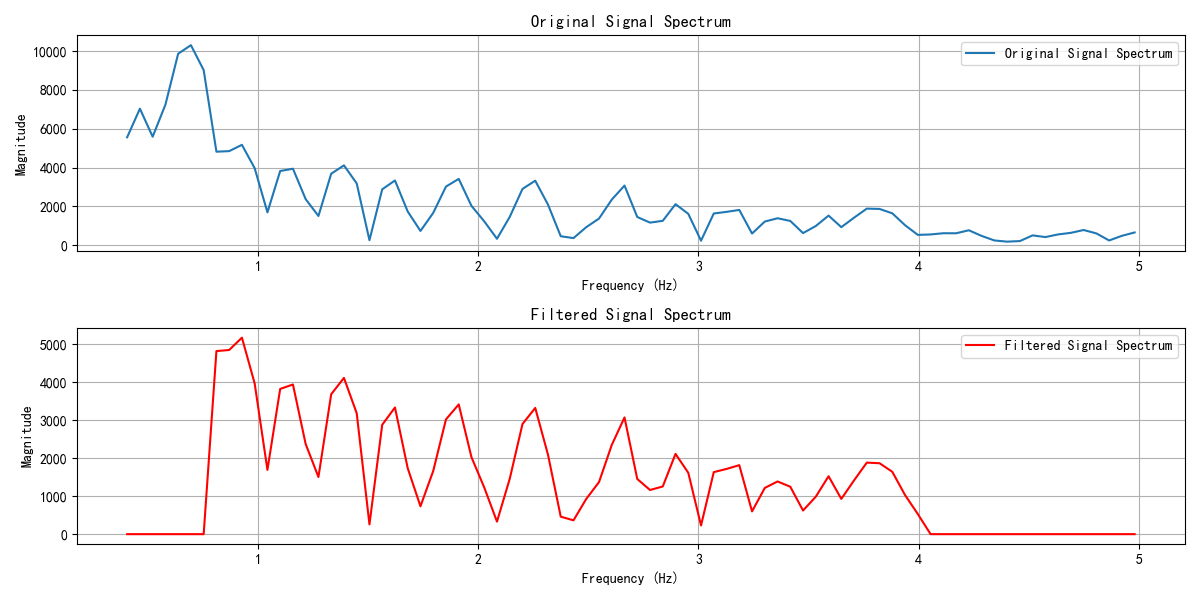 Original Signal Spectrum
Original Signal Spectrum
Magnitude
10000
8000
6000
4000
2000
0
1 2 3 4 5
Frequency (Hz)
Filtered Signal Spectrum
Filtered Signal Spectrum
Magnitude
5000
4000
3000
2000
1000
0
1 2 3 4 5
Frequency (Hz)